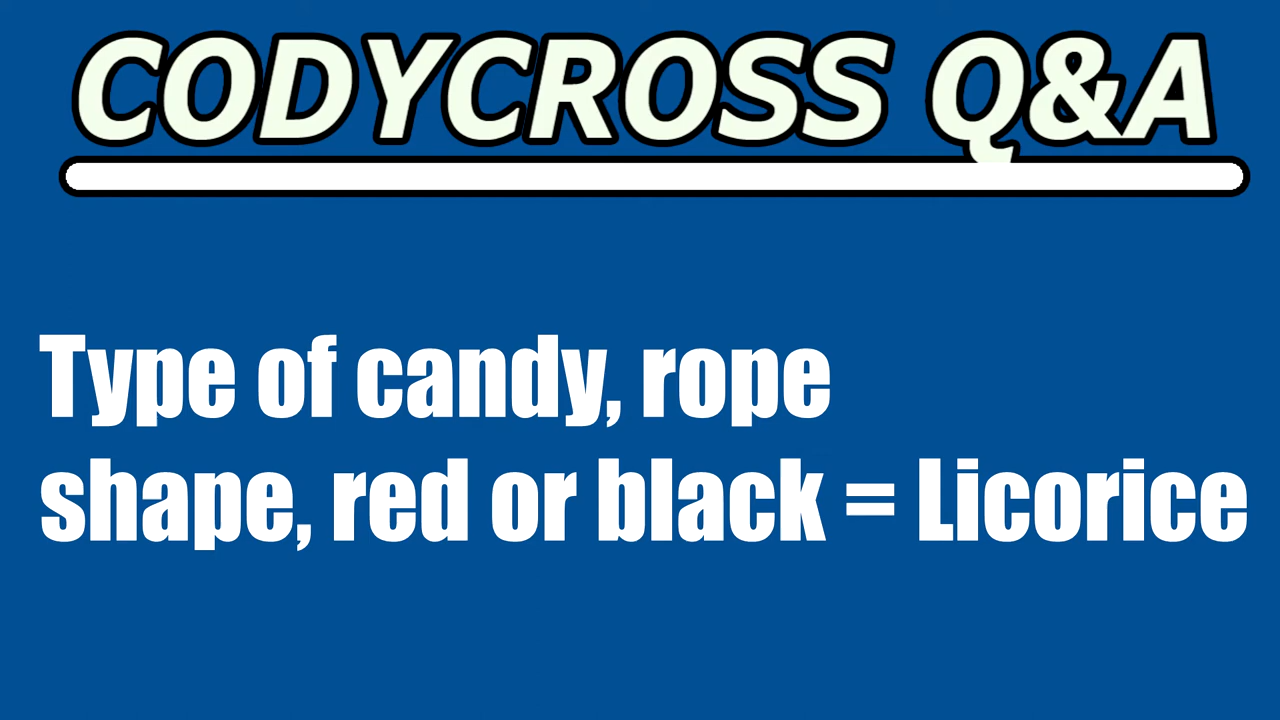 CODYCROSS Q&A
Type of candy, rope
shape, red or black = Licorice